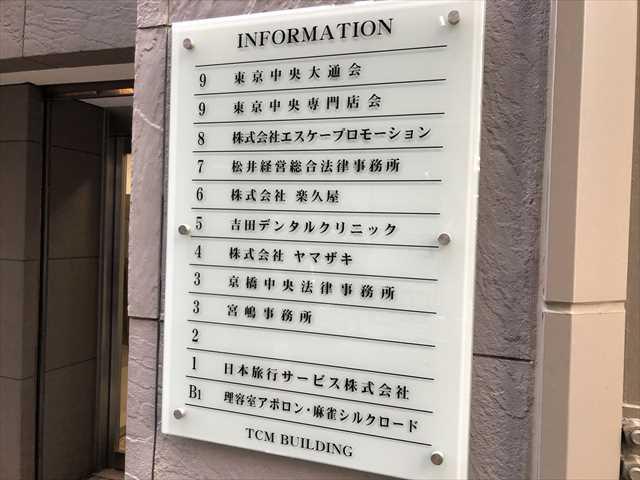 INFORMATION
9 東京中央大通会
9 東京中央専門店会
8 株式会社エスケープロモーション
7 松井経営総合法律事務所
6 株式会社 楽久屋
5 吉田デンタルクリニック
4 株式会社 ヤマザキ
3 京橋中央法律事務所
3 宮嶋事務所
2
1 日本旅行サービス株式会社
B1 理容室アポロン・麻雀シルクロード
TCM BUILDING